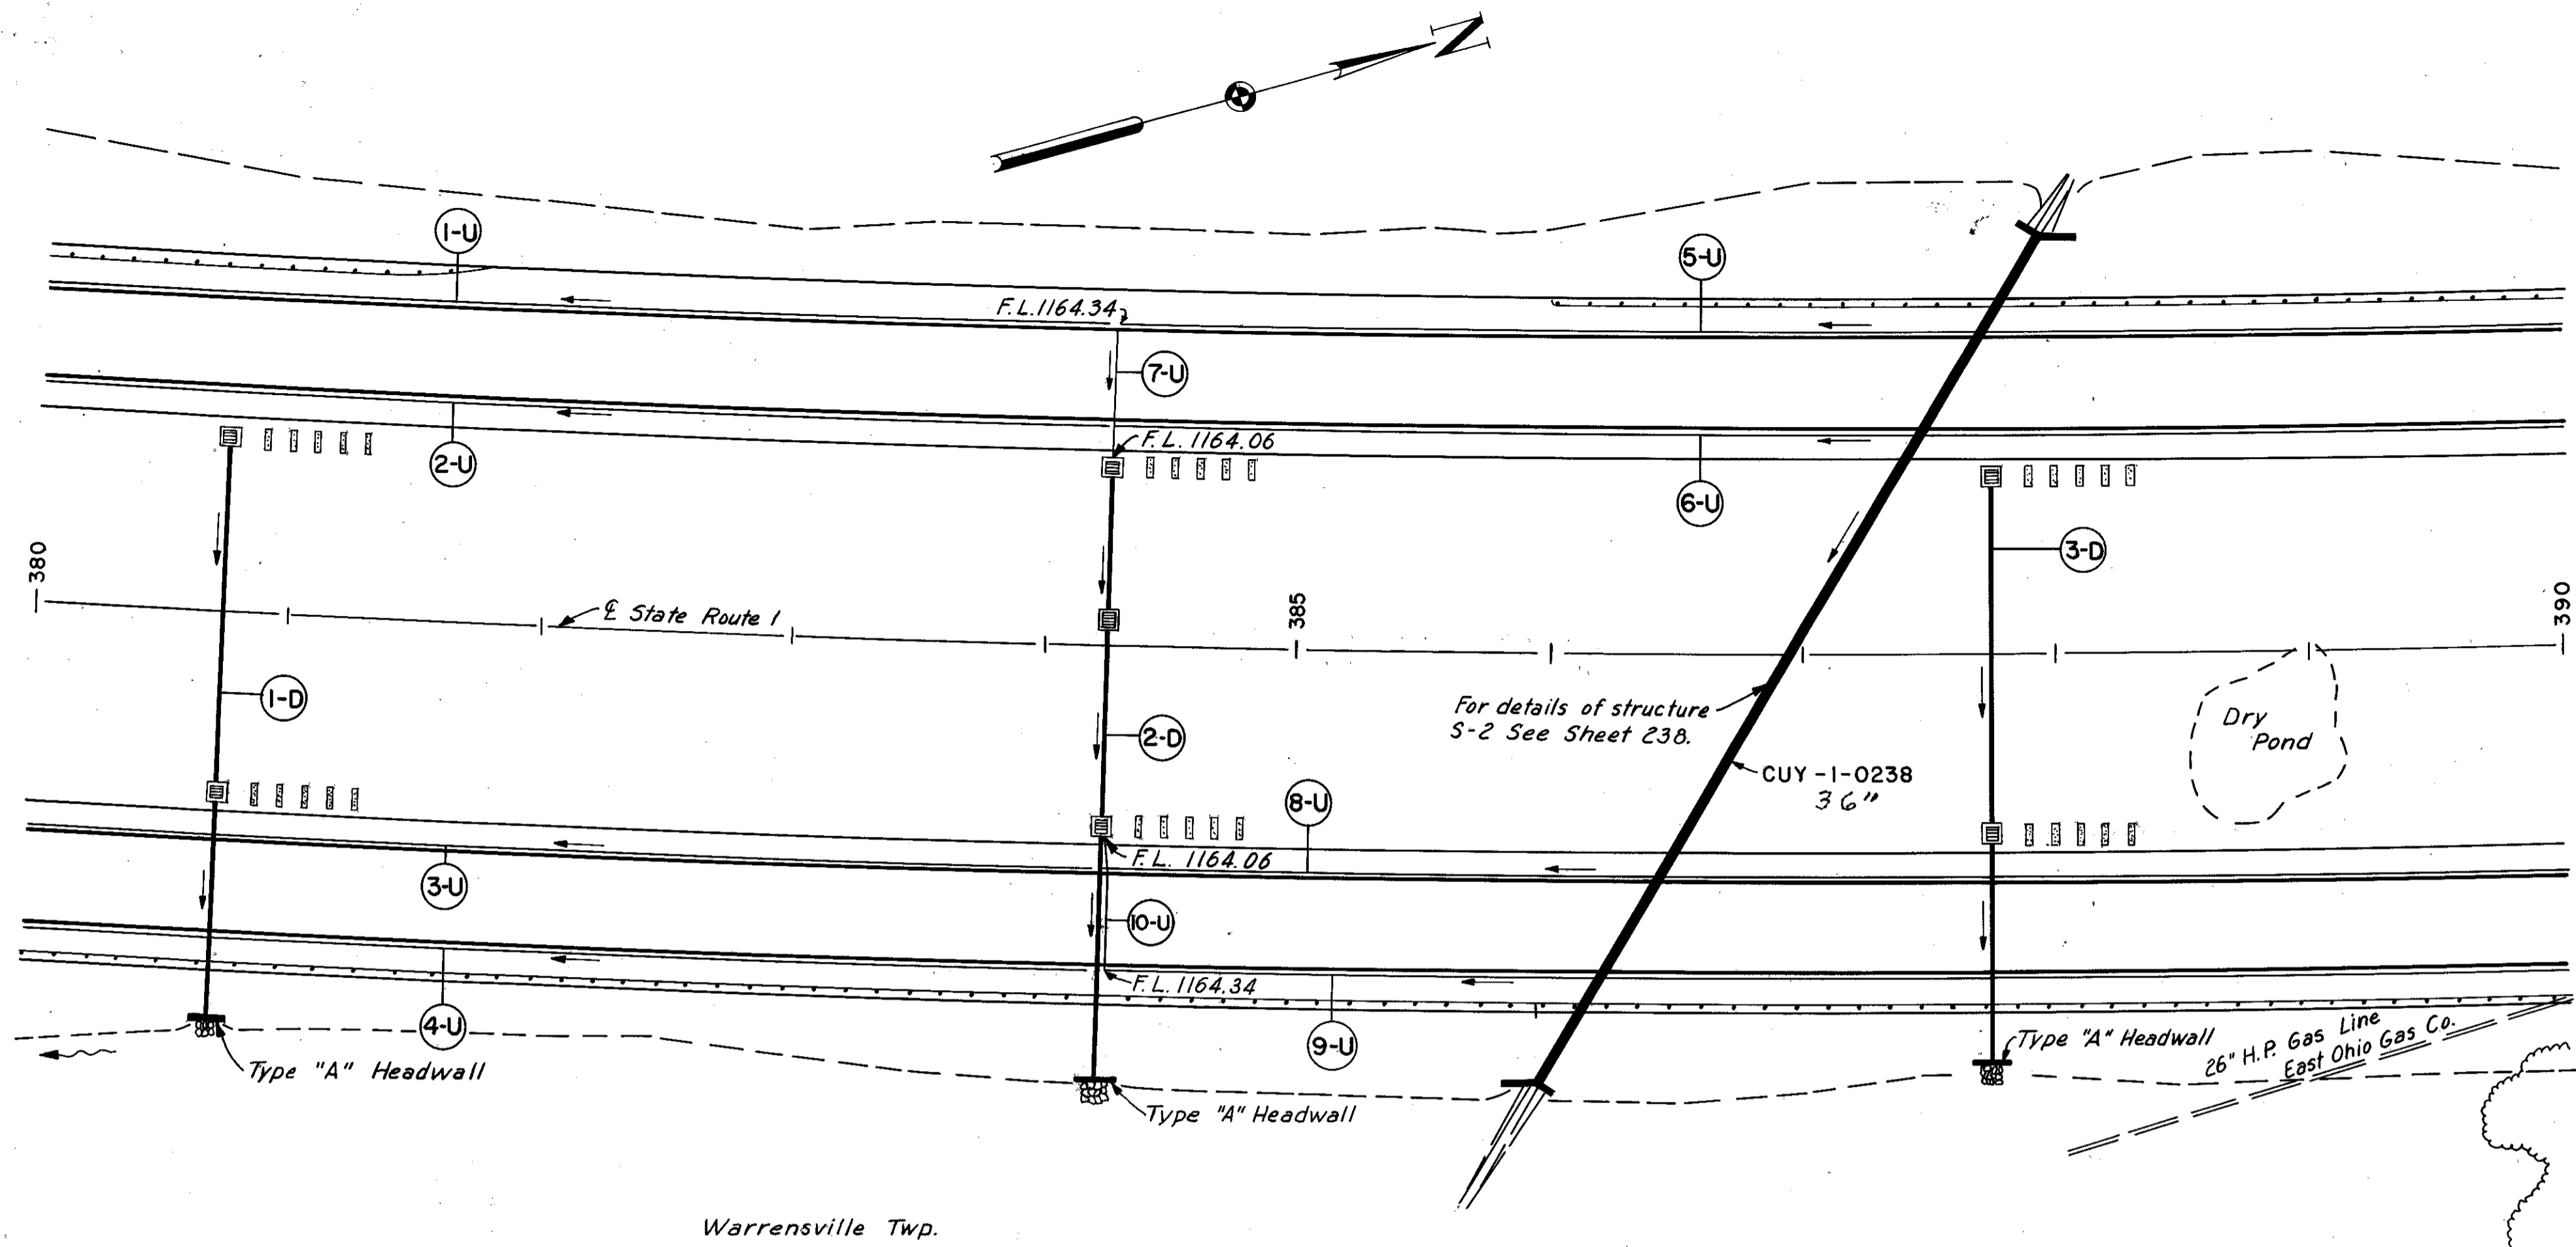 N
1-U
5-U
F.L. 1164.34
7-U
2-U
F.L. 1164.06
6-U
3-D
380
℄ State Route 1
385
390
1-D
For details of structure
S-2 See Sheet 238.
2-D
Dry
Pond
CUY-1-0238
36"
8-U
F.L. 1164.06
3-U
10-U
F.L. 1164.34
4-U
9-U
Type "A" Headwall
Type "A" Headwall
Type "A" Headwall
26" H.P. Gas Line
East Ohio Gas Co.
Warrensville Twp.